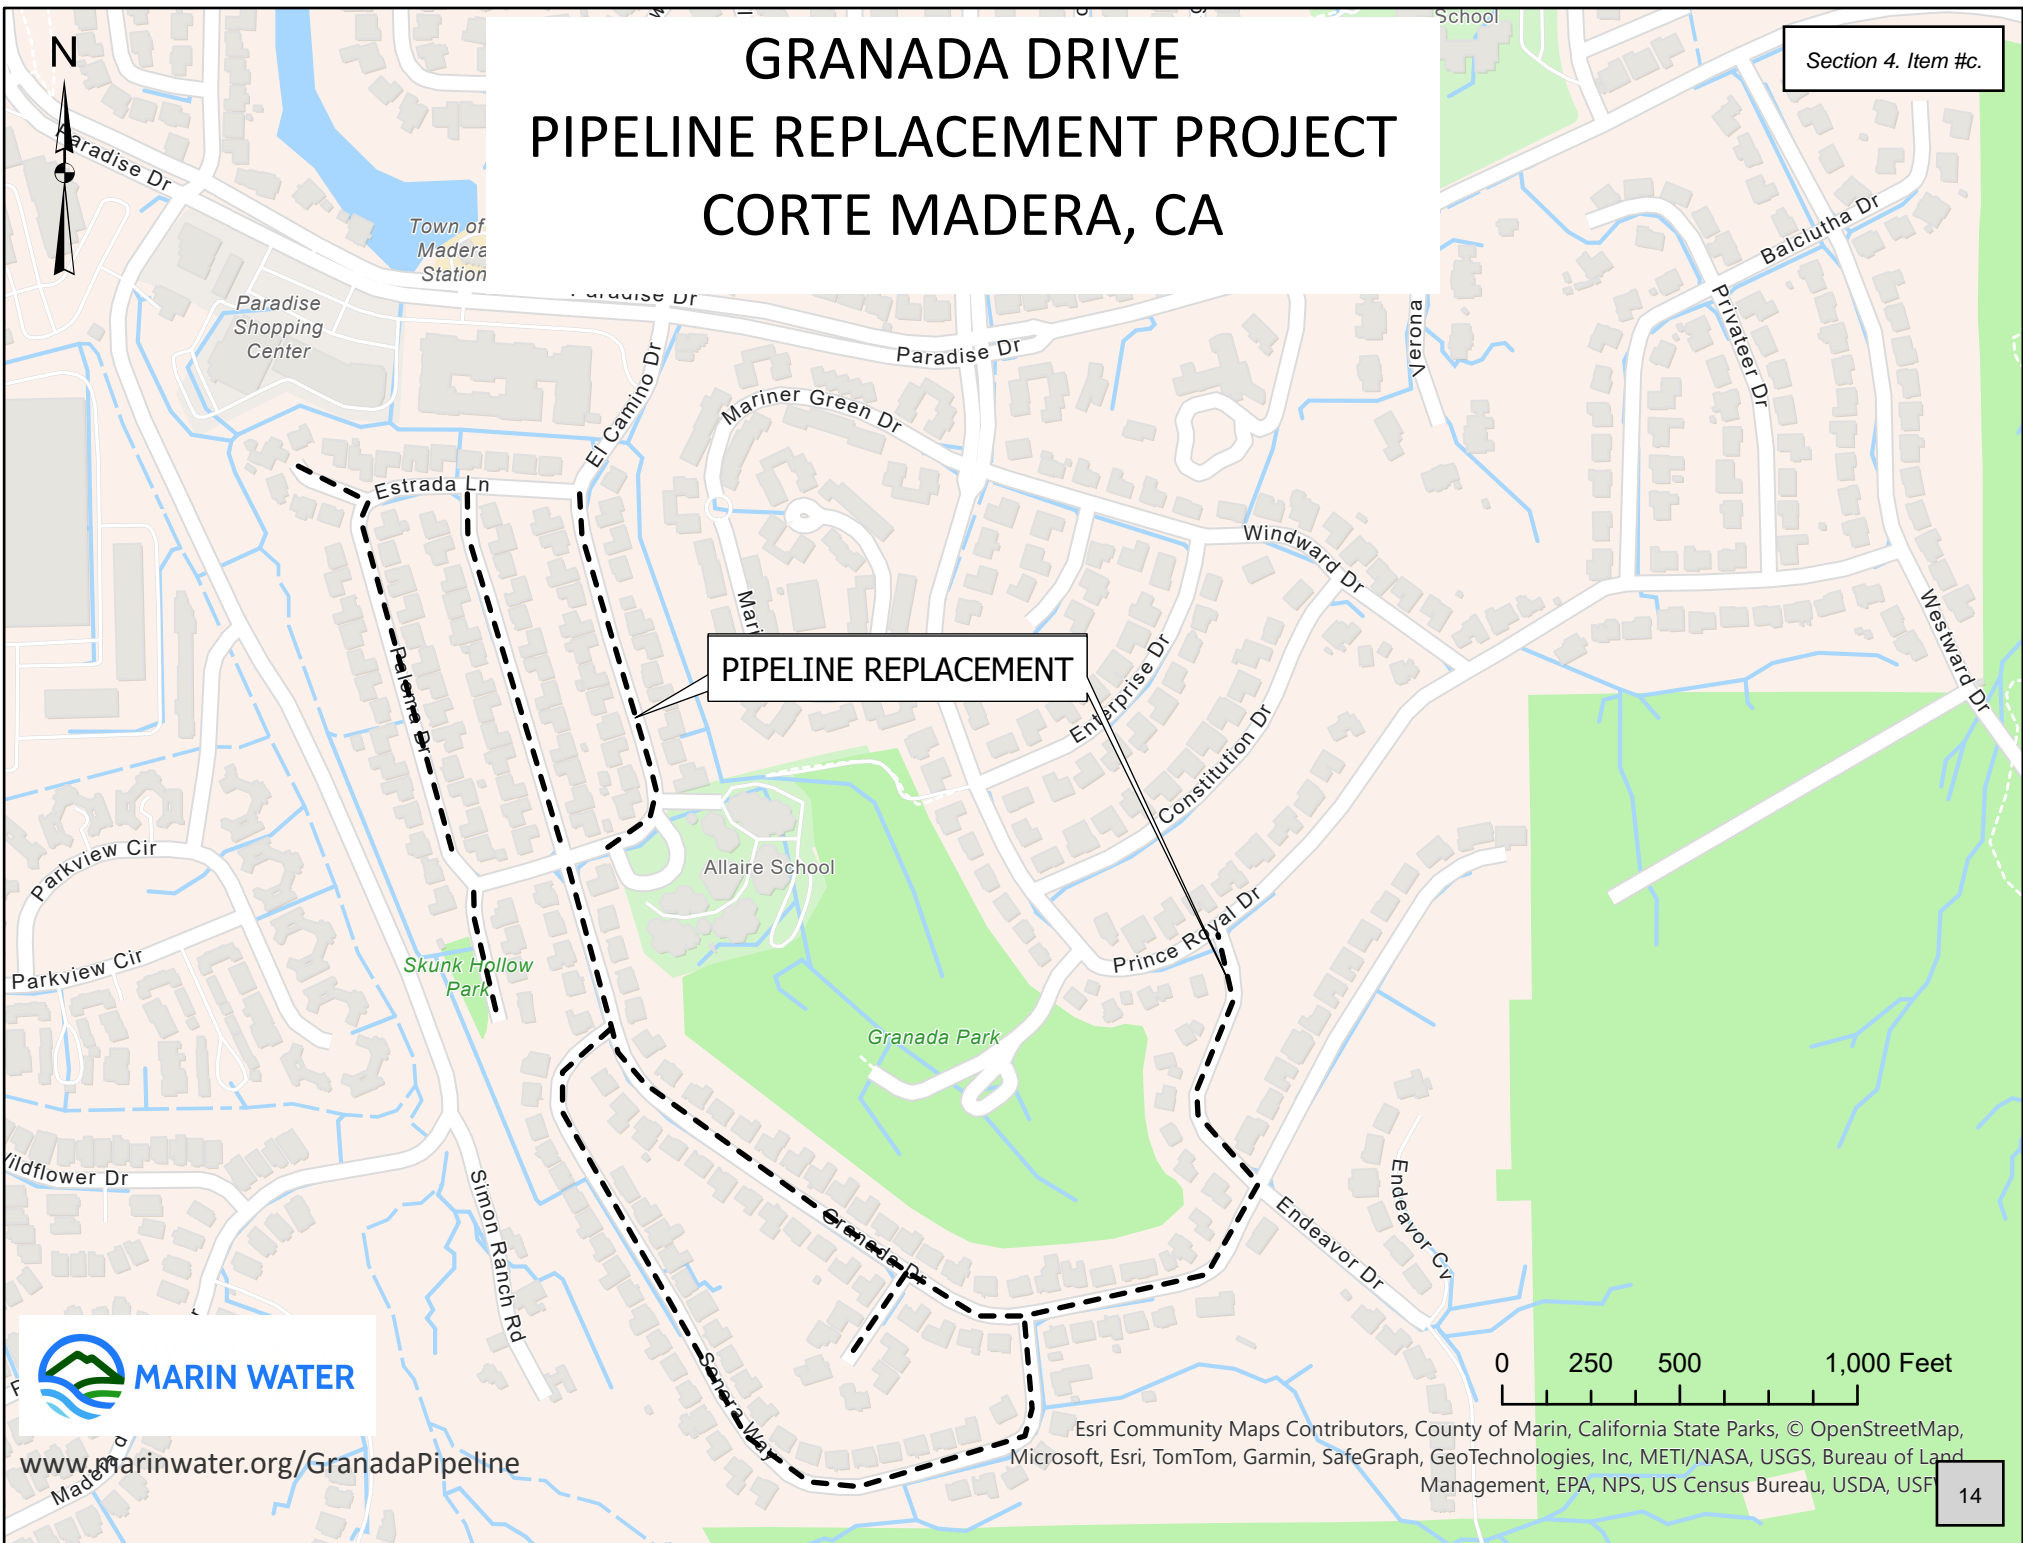 School
Section 4. Item #c.
N
GRANADA DRIVE
PIPELINE REPLACEMENT PROJECT
CORTE MADERA, CA
Paradise Dr
Town of
Madera
Station
Paradise
Shopping
Center
Paradise Dr
Paradise Dr
El Camino Dr
Mariner Green Dr
Verona
Balclutha Dr
Privateer Dr
Estrada Ln
Windward Dr
Westward Dr
Mari
PIPELINE REPLACEMENT
Paloma Dr
Enterprise Dr
Constitution Dr
Allaire School
Parkview Cir
Parkview Cir
Prince Royal Dr
Skunk Hollow
Park
Granada Park
Wildflower Dr
Simon Ranch Rd
Granada Dr
Endeavor Dr
Endeavor Cv
Sonora Way
MARIN WATER
www.marinwater.org/GranadaPipeline
Madera d
0 250 500 1,000 Feet
Esri Community Maps Contributors, County of Marin, California State Parks, © OpenStreetMap,
Microsoft, Esri, TomTom, Garmin, SafeGraph, GeoTechnologies, Inc, METI/NASA, USGS, Bureau of Land
Management, EPA, NPS, US Census Bureau, USDA, USF
14